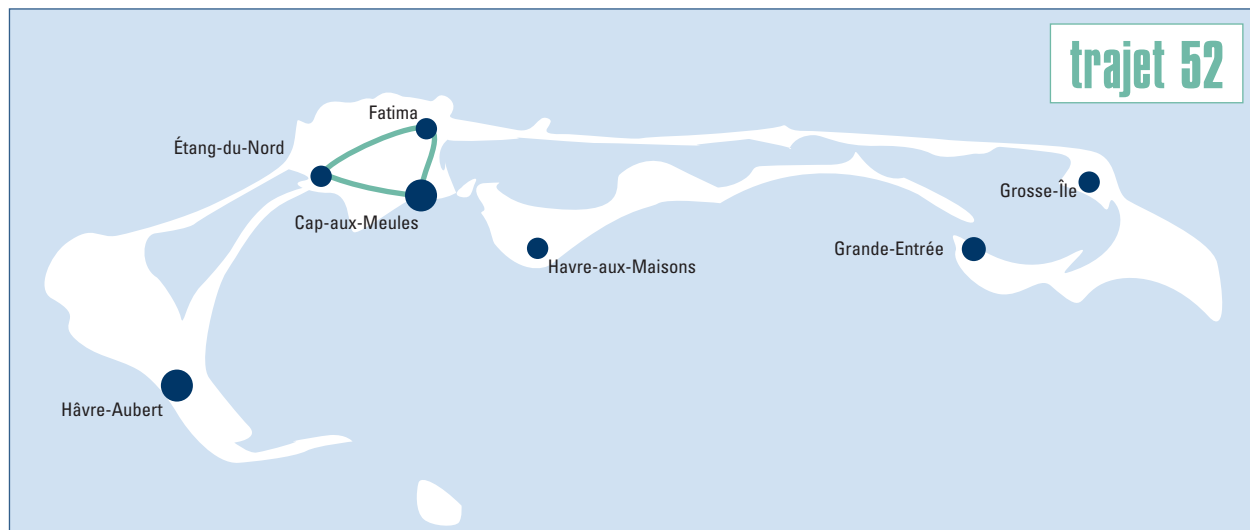 trajet 52
Fatima
Étang-du-Nord
Cap-aux-Meules
Grosse-Île
Grande-Entrée
Havre-aux-Maisons
Hâvre-Aubert